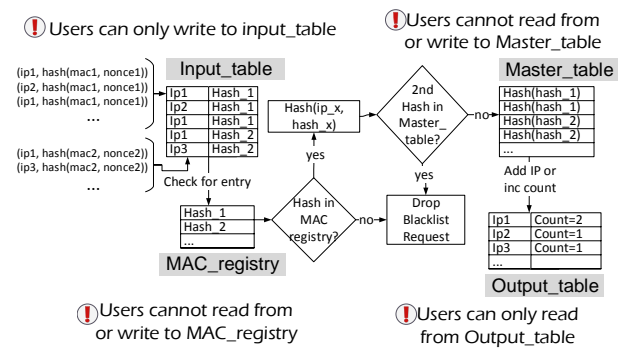 Users can only write to input_table
Users cannot read from
or write to Master_table
Input_table
Master_table
(ip1, hash(mac1, nonce1))
(ip2, hash(mac1, nonce1))
(ip1, hash(mac1, nonce1))
...
Ip1 Hash_1
Ip2 Hash_1
Ip1 Hash_1
Ip1 Hash_2
Ip3 Hash_2
(ip1, hash(mac2, nonce2))
(ip3, hash(mac2, nonce2))
...
Hash(ip_x,
hash_x)
2nd
Hash in
Master_
table?
no
Hash(hash_1)
Hash(hash_1)
Hash(hash_2)
Hash(hash_2)
...
Check for entry
yes
yes
Add IP or
inc count
Hash_1
Hash_2
...
MAC_registry
Hash in
MAC
registry?
no
Drop
Blacklist
Request
Ip1 Count=2
Ip2 Count=1
Ip3 Count=1
...
Output_table
Users cannot read from
or write to MAC_registry
Users can only read
from Output_table